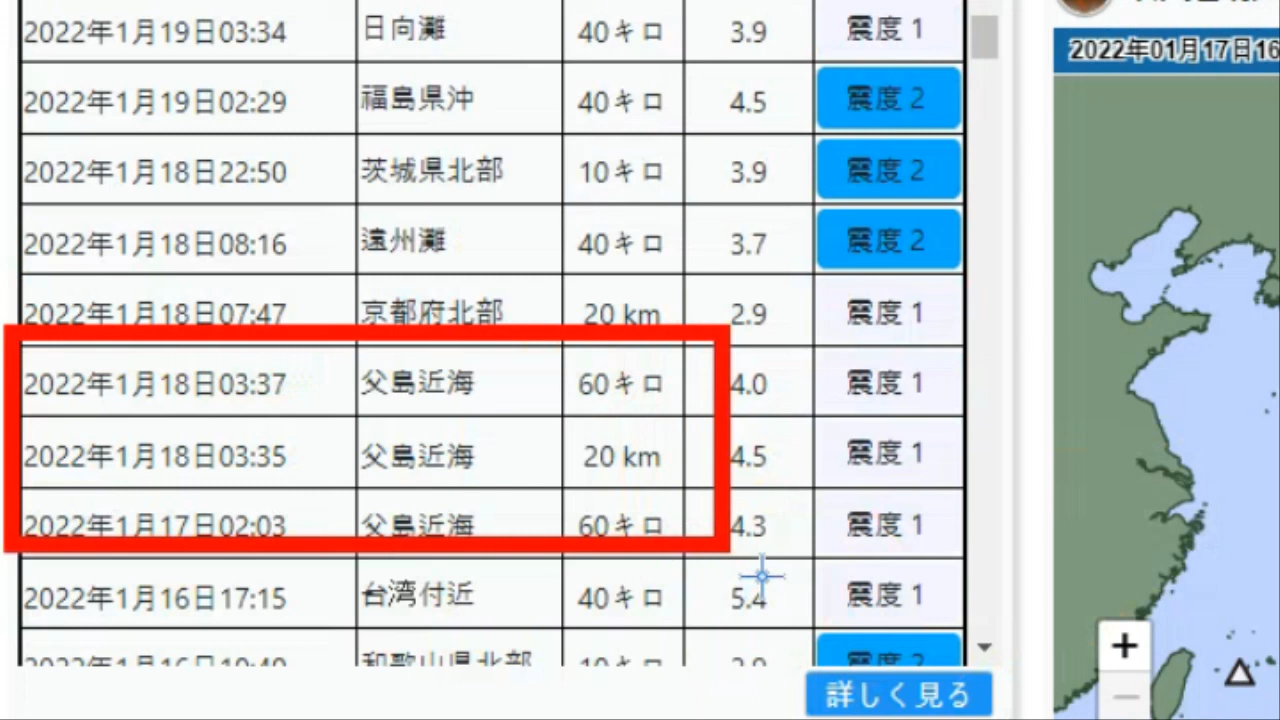 2022年1月19日03:34 日向灘 40キロ 3.9 震度1
2022年1月19日02:29 福島県沖 40キロ 4.5 震度2
2022年1月18日22:50 茨城県北部 10キロ 3.9 震度2
2022年1月18日08:16 遠州灘 40キロ 3.7 震度2
2022年1月18日07:47 京都府北部 20 km 2.9 震度1
2022年1月18日03:37 父島近海 60キロ 4.0 震度1
2022年1月18日03:35 父島近海 20 km 4.5 震度1
2022年1月17日02:03 父島近海 60キロ 4.3 震度1
2022年1月16日17:15 台湾付近 40キロ 5.4 震度1
和歌山県北部 震度2
詳しく見る
2022年01月17日16
+
−